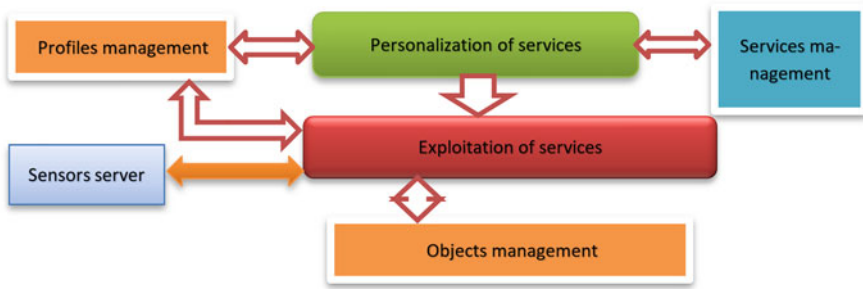 Profiles management
Personalization of services
Services ma-
nagement
Exploitation of services
Sensors server
Objects management